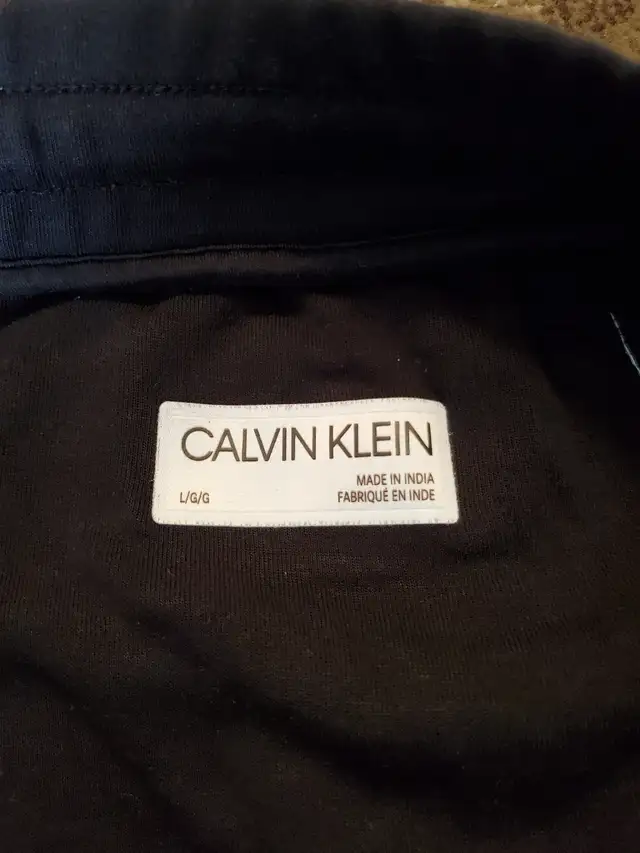 CALVIN KLEIN
MADE IN INDIA
L/G/G FABRIQUÉ EN INDE